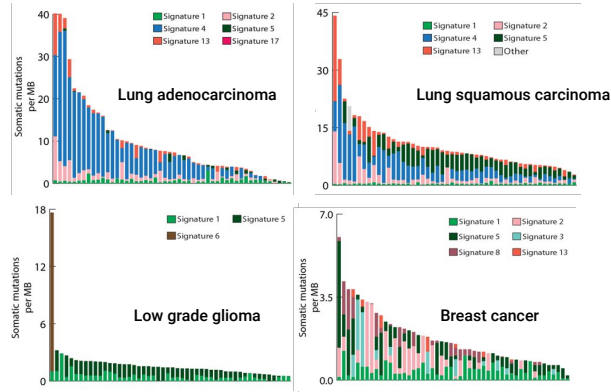 Somatic mutations
per MB
40
30
20
10
0
Signature 1
Signature 2
Signature 4
Signature 5
Signature 13
Signature 17
Lung adenocarcinoma
45
30
15
0
Signature 1
Signature 2
Signature 4
Signature 5
Signature 13
Other
Lung squamous carcinoma
Somatic mutations
per MB
18
12
6
0
Signature 1
Signature 5
Signature 6
Low grade glioma
Somatic mutations
per MB
7.0
3.5
0.0
Signature 1
Signature 2
Signature 5
Signature 3
Signature 8
Signature 13
Breast cancer